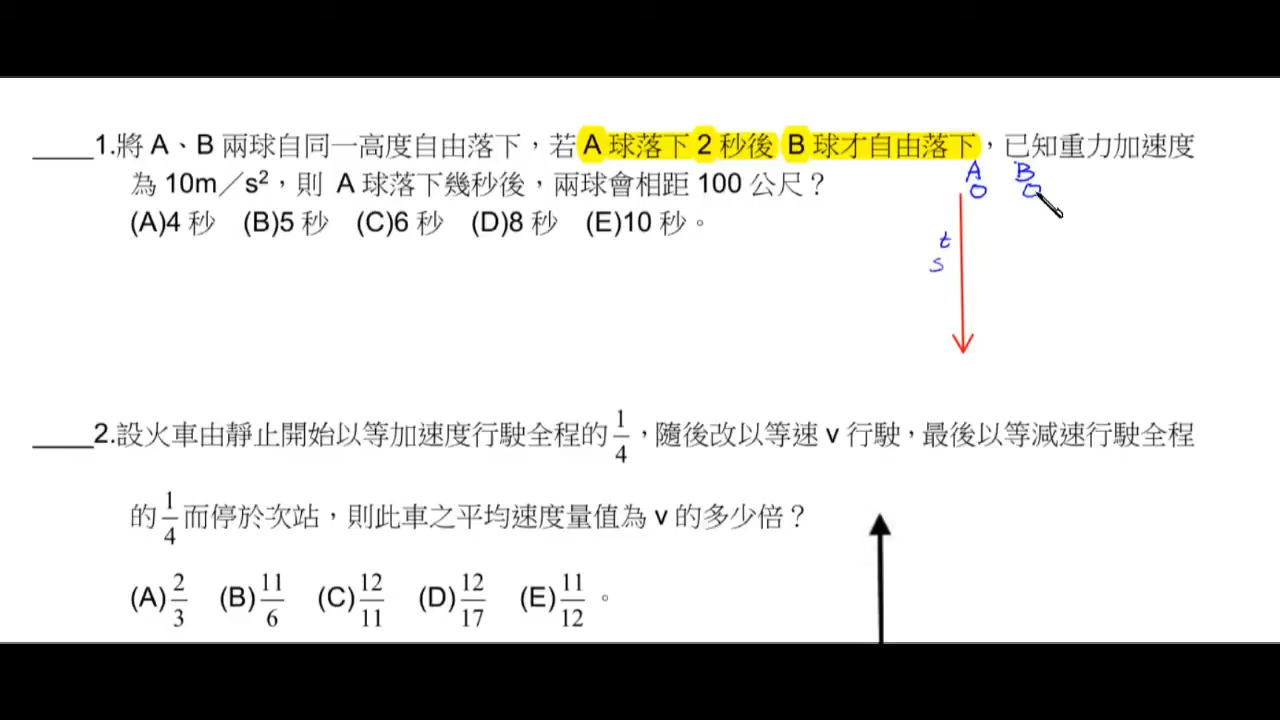 ____1.將 A、B 兩球自同一高度自由落下，若 A 球落下 2 秒後 B 球才自由落下，已知重力加速度
為 10m／s²，則 A 球落下幾秒後，兩球會相距 100 公尺？
A B
(A)4 秒 (B)5 秒 (C)6 秒 (D)8 秒 (E)10 秒。
t
s
____2.設火車由靜止開始以等加速度行駛全程的 1/4，隨後改以等速 v 行駛，最後以等減速行駛全程
的 1/4 而停於次站，則此車之平均速度量值為 v 的多少倍？
(A) 2/3 (B) 11/6 (C) 12/11 (D) 12/17 (E) 11/12 。